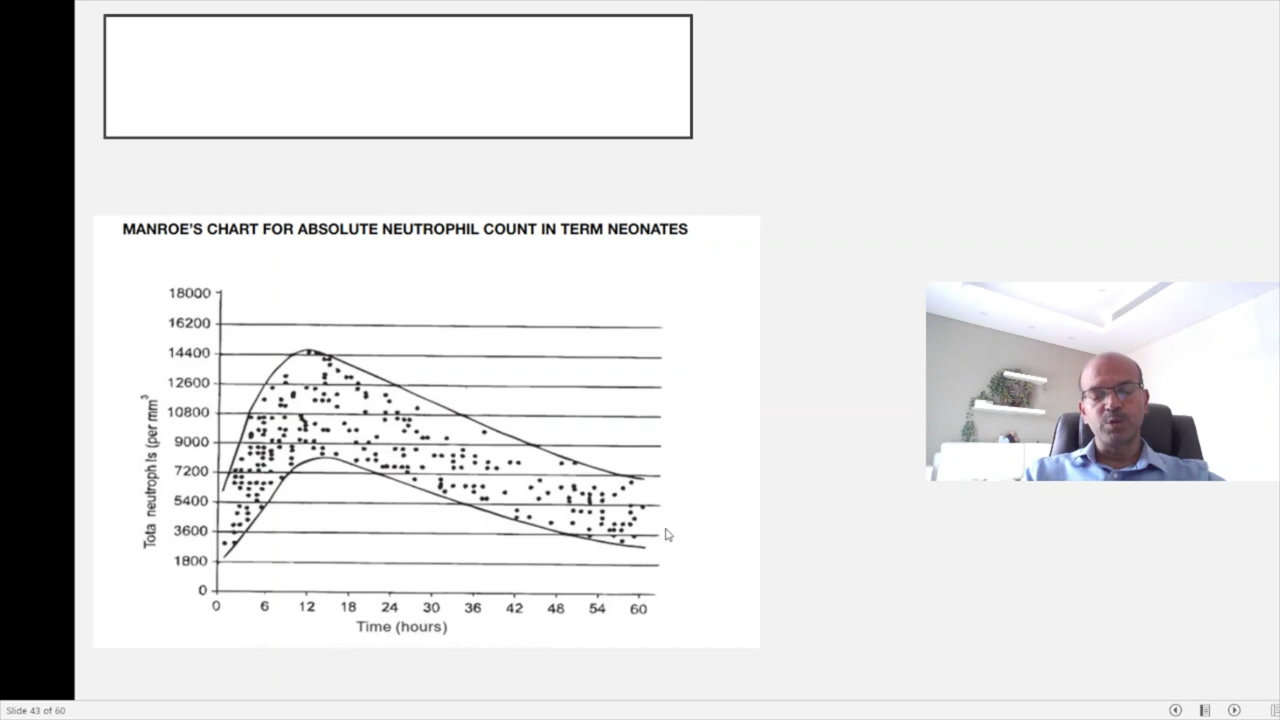 MANROE'S CHART FOR ABSOLUTE NEUTROPHIL COUNT IN TERM NEONATES
18000
16200
14400
12600
10800
9000
7200
5400
3600
1800
0
Tota neutroph ls (per mm³
0 6 12 18 24 30 36 42 48 54 60
Time (hours)
Slide 43 of 60